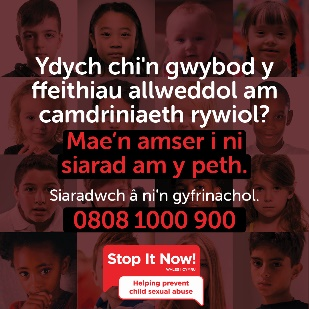 Ydych chi'n gwybod y
ffeithiau allweddol am
camdriniaeth rywiol?
Mae'n amser i ni
siarad am y peth.
Siaradwch â ni'n gyfrinachol.
0808 1000 900
Stop It Now!
WALES | CYMRU
Helping prevent
child sexual abuse